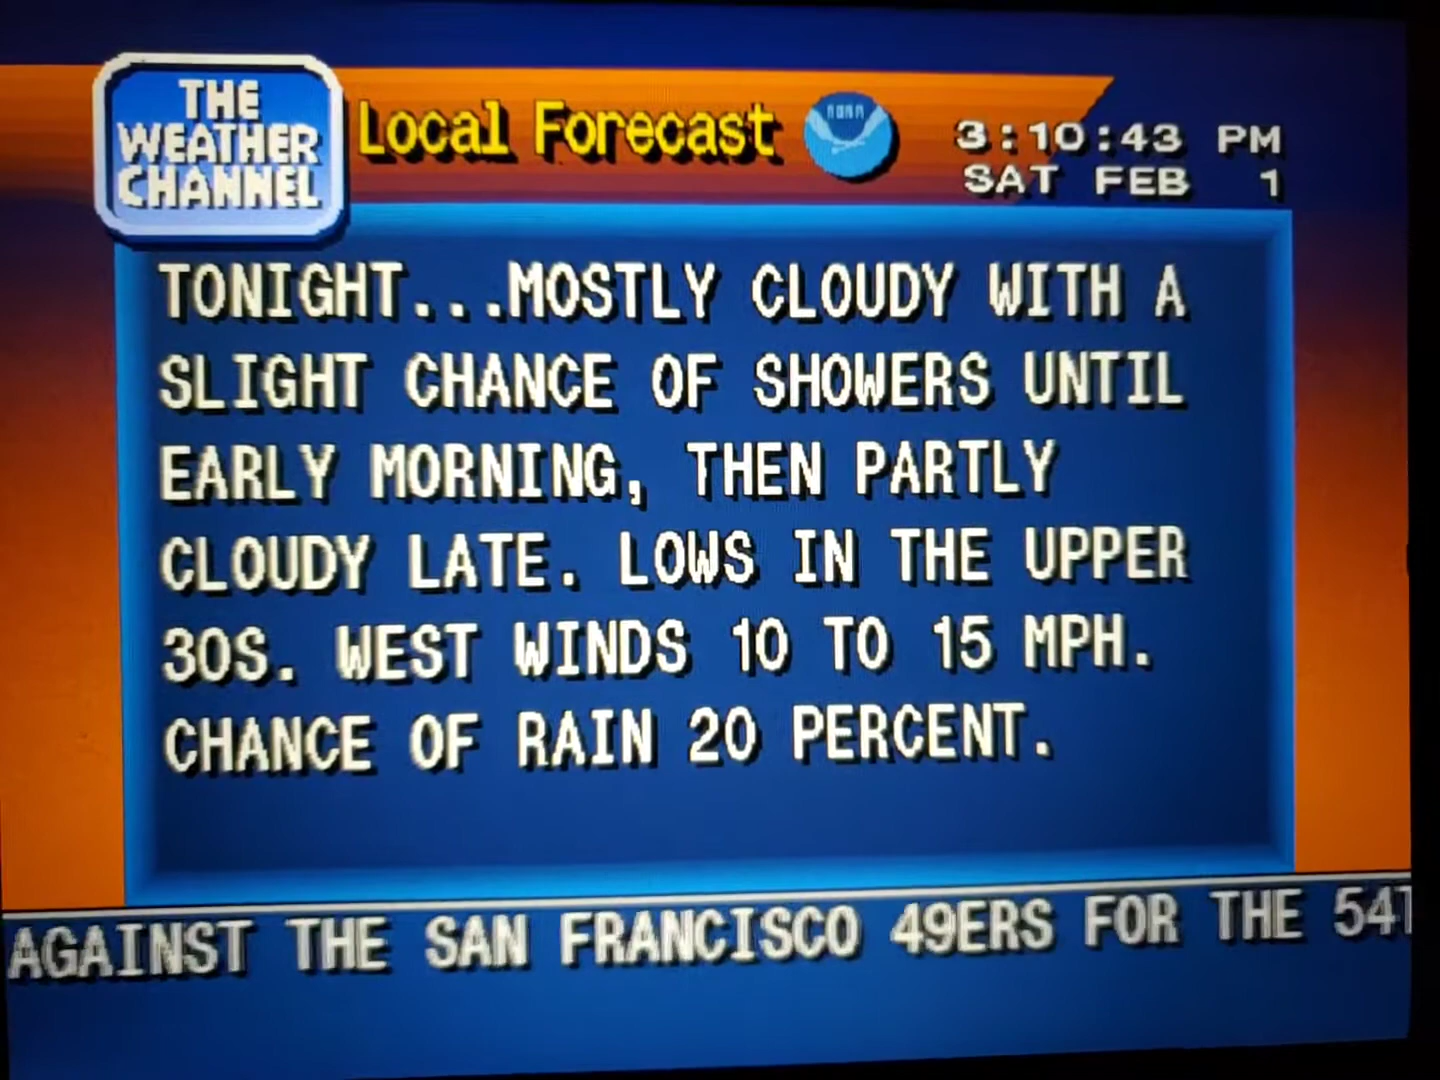 THE
WEATHER
CHANNEL
Local Forecast
NOAA
3:10:43 PM
SAT FEB 1
TONIGHT...MOSTLY CLOUDY WITH A
SLIGHT CHANCE OF SHOWERS UNTIL
EARLY MORNING, THEN PARTLY
CLOUDY LATE. LOWS IN THE UPPER
30S. WEST WINDS 10 TO 15 MPH.
CHANCE OF RAIN 20 PERCENT.
AGAINST THE SAN FRANCISCO 49ERS FOR THE 54T